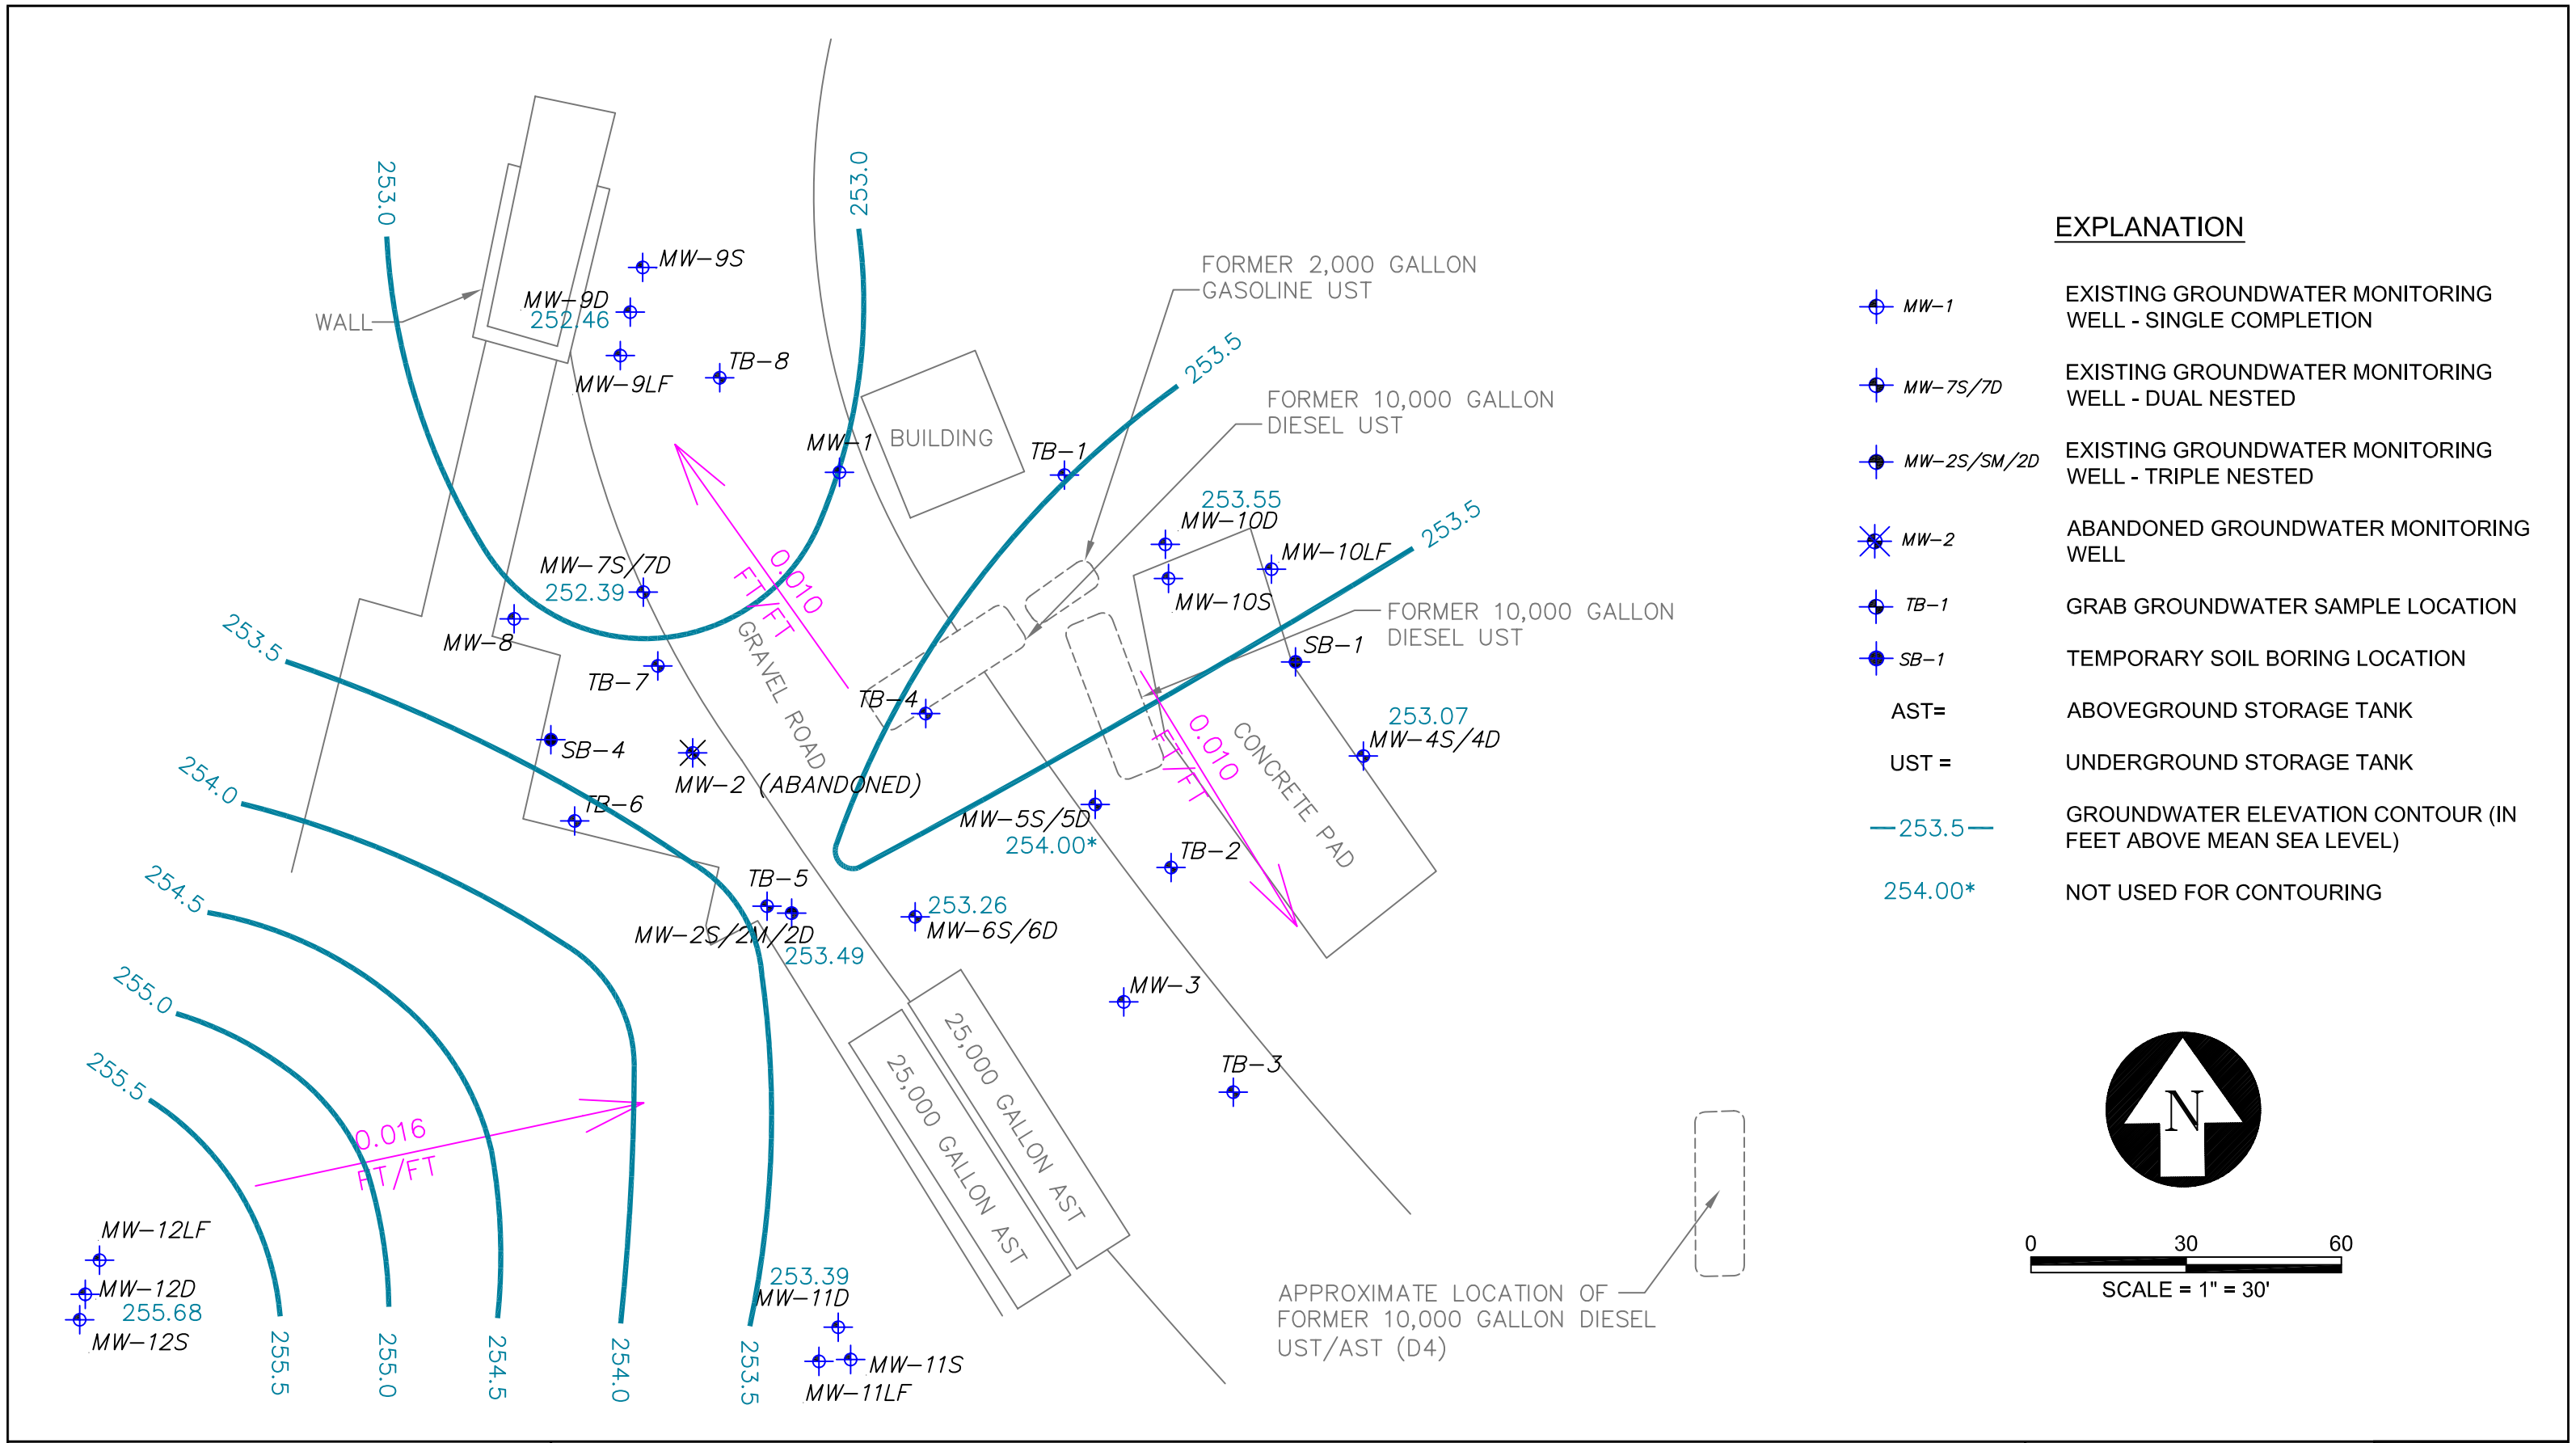 253.0
253.0
MW-9S
MW-9D
252.46
WALL
MW-9LF
TB-8
FORMER 2,000 GALLON
GASOLINE UST
253.5
FORMER 10,000 GALLON
DIESEL UST
MW-1
BUILDING
TB-1
253.55
MW-10D
253.5
MW-10LF
MW-10S
MW-7S/7D
252.39
0.010
FT/FT
FORMER 10,000 GALLON
DIESEL UST
MW-8
253.5
GRAVEL ROAD
SB-1
TB-7
TB-4
253.07
MW-4S/4D
0.010
FT/FT
CONCRETE PAD
SB-4
MW-2 (ABANDONED)
254.0
TB-6
MW-5S/5D
254.00*
TB-2
254.5
TB-5
MW-2S/2M/2D
253.49
253.26
MW-6S/6D
255.0
MW-3
255.5
25,000 GALLON AST
25,000 GALLON AST
TB-3
0.016
FT/FT
MW-12LF
MW-12D
255.68
MW-12S
253.39
MW-11D
MW-11S
MW-11LF
255.5
255.0
254.5
254.0
253.5
APPROXIMATE LOCATION OF
FORMER 10,000 GALLON DIESEL
UST/AST (D4)
EXPLANATION
MW-1
EXISTING GROUNDWATER MONITORING
WELL - SINGLE COMPLETION
MW-7S/7D
EXISTING GROUNDWATER MONITORING
WELL - DUAL NESTED
MW-2S/SM/2D
EXISTING GROUNDWATER MONITORING
WELL - TRIPLE NESTED
MW-2
ABANDONED GROUNDWATER MONITORING
WELL
TB-1
GRAB GROUNDWATER SAMPLE LOCATION
SB-1
TEMPORARY SOIL BORING LOCATION
AST=
ABOVEGROUND STORAGE TANK
UST =
UNDERGROUND STORAGE TANK
253.5
GROUNDWATER ELEVATION CONTOUR (IN
FEET ABOVE MEAN SEA LEVEL)
254.00*
NOT USED FOR CONTOURING
N
0 30 60
SCALE = 1" = 30'